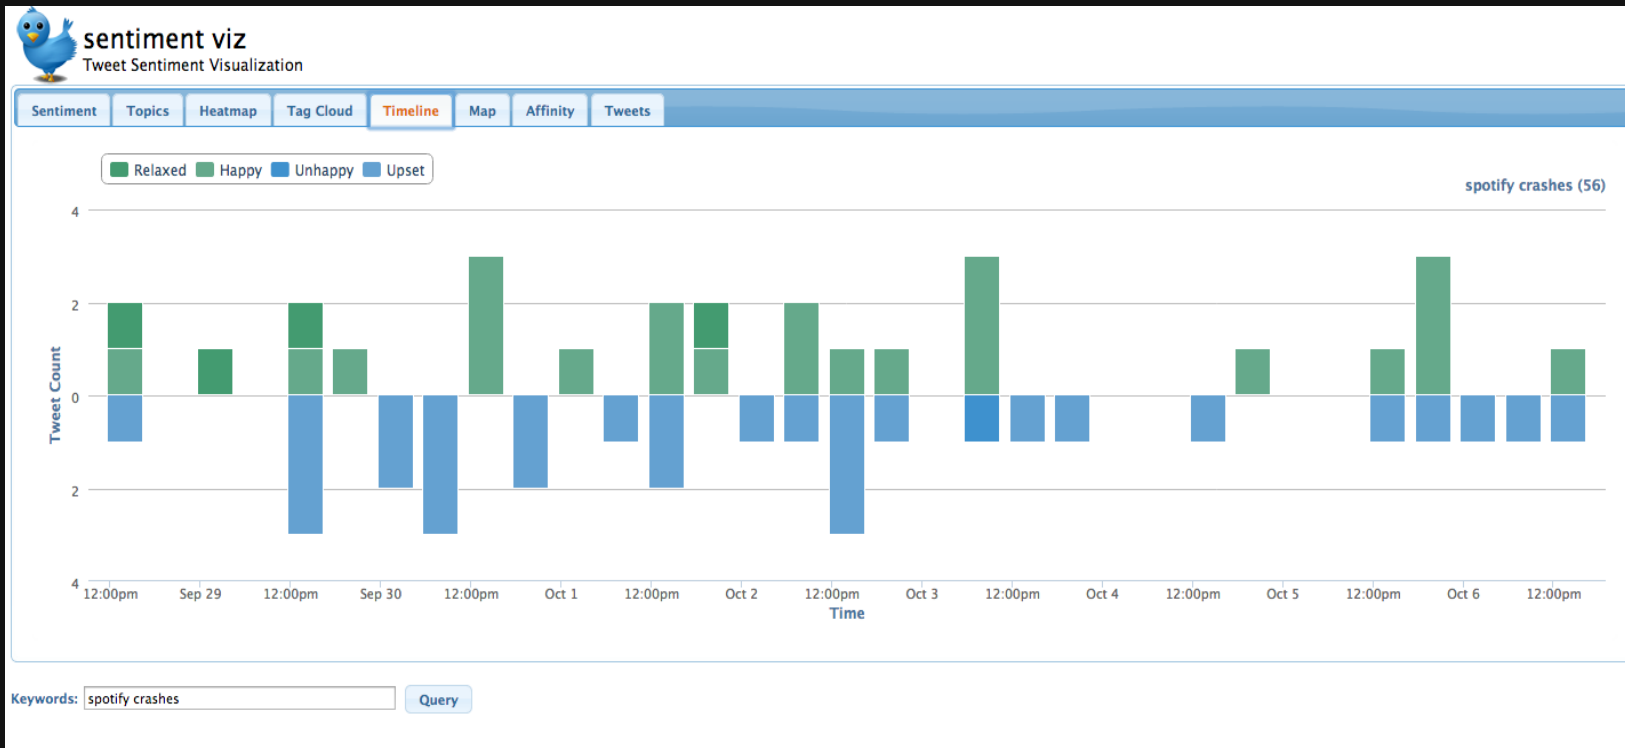 sentiment viz
Tweet Sentiment Visualization
Sentiment Topics Heatmap Tag Cloud Timeline Map Affinity Tweets
Relaxed Happy Unhappy Upset
spotify crashes (56)
4
2
0
2
4
Tweet Count
12:00pm Sep 29 12:00pm Sep 30 12:00pm Oct 1 12:00pm Oct 2 12:00pm Oct 3 12:00pm Oct 4 12:00pm Oct 5 12:00pm Oct 6 12:00pm
Time
Keywords: spotify crashes Query